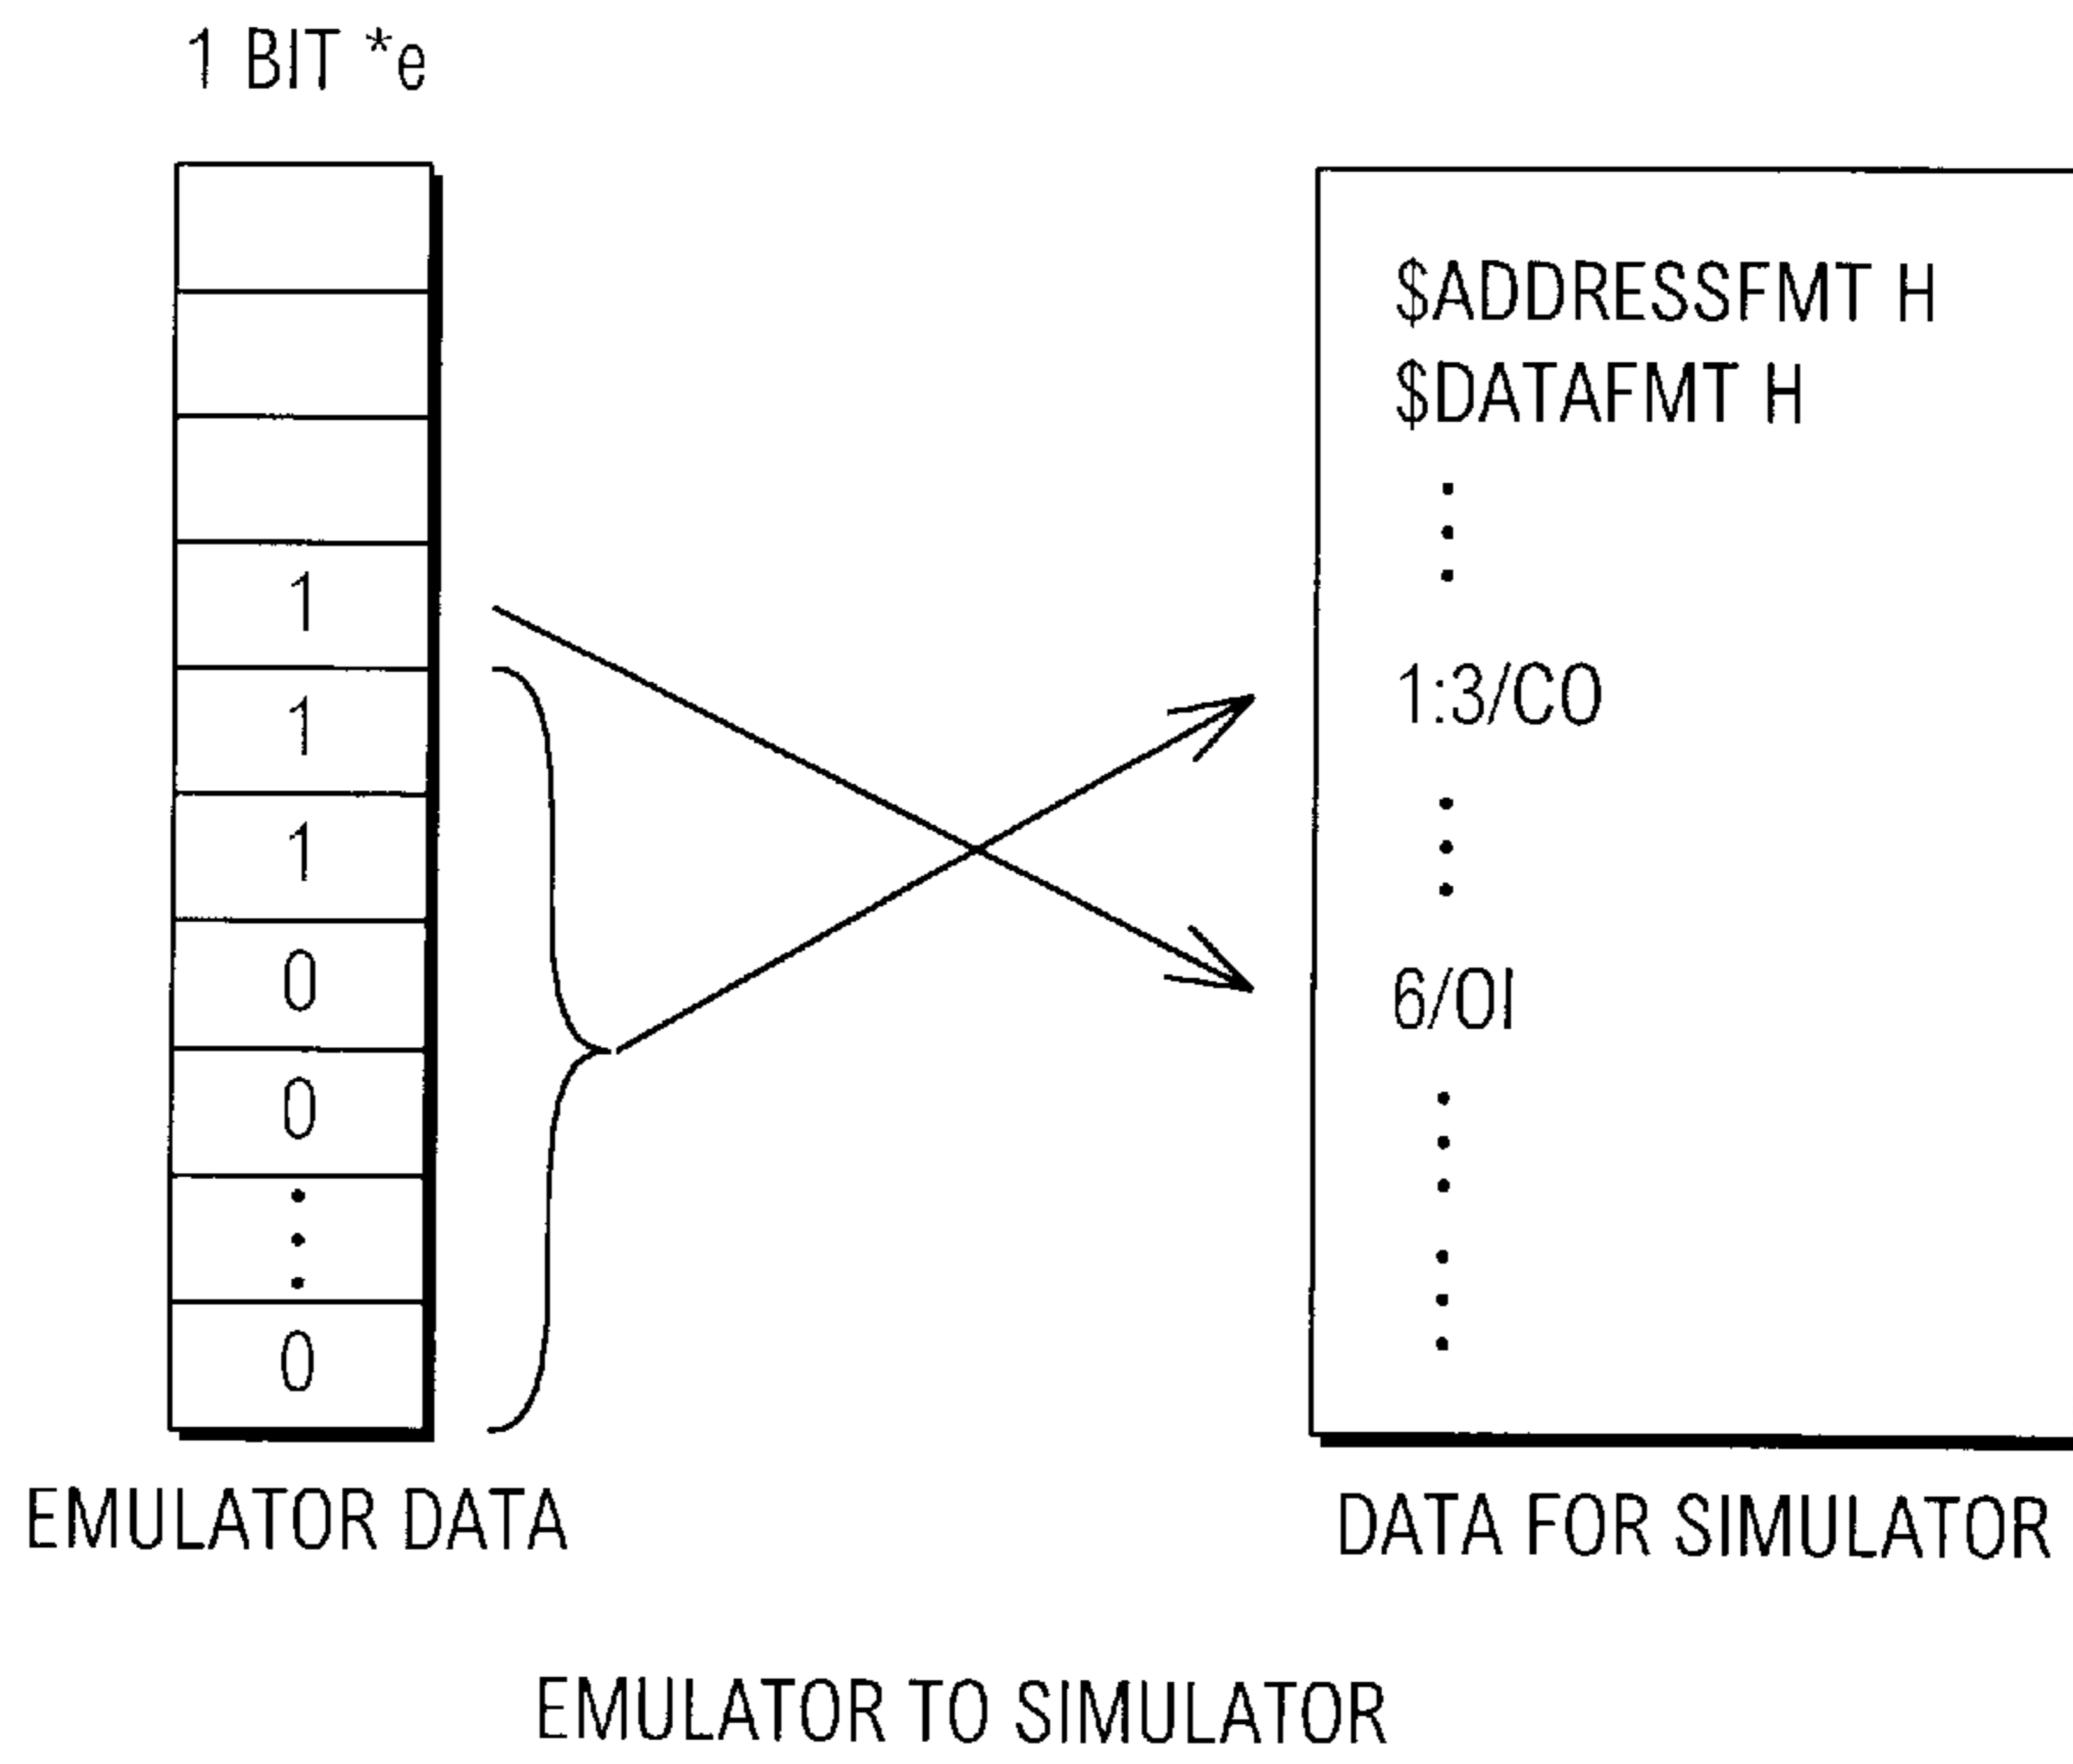 1 BIT *e
1
1
1
0
0
0
$ADDRESSFMT H
$DATAFMT H
1:3/CO
6/OI
EMULATOR DATA
DATA FOR SIMULATOR
EMULATOR TO SIMULATOR